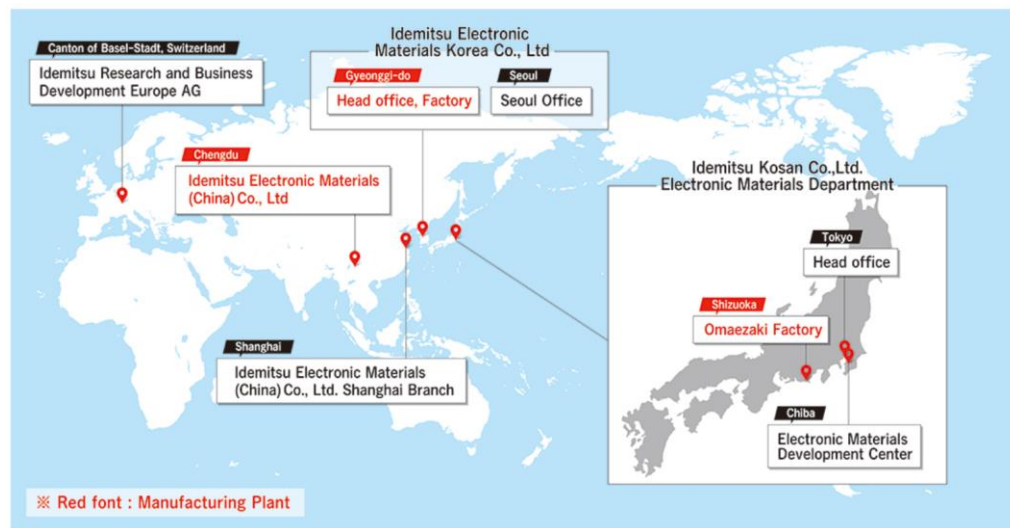 Canton of Basel-Stadt, Switzerland
Idemitsu Research and Business
Development Europe AG
Idemitsu Electronic
Materials Korea Co., Ltd
Gyeonggi-do
Head office, Factory
Seoul
Seoul Office
Chengdu
Idemitsu Electronic Materials
(China) Co., Ltd
Shanghai
Idemitsu Electronic Materials
(China) Co., Ltd. Shanghai Branch
Idemitsu Kosan Co.,Ltd.
Electronic Materials Department
Tokyo
Head office
Shizuoka
Omaezaki Factory
Chiba
Electronic Materials
Development Center
※ Red font : Manufacturing Plant